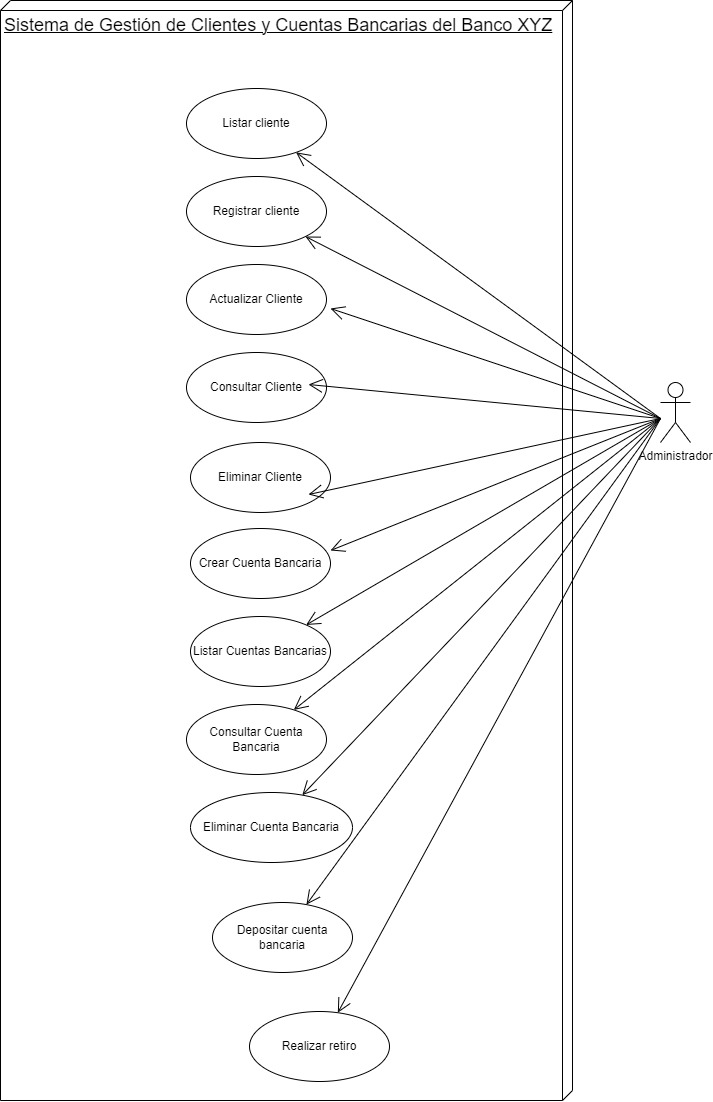 Sistema de Gestión de Clientes y Cuentas Bancarias del Banco XYZ
Listar cliente
Registrar cliente
Actualizar Cliente
Consultar Cliente
Administrador
Eliminar Cliente
Crear Cuenta Bancaria
Listar Cuentas Bancarias
Consultar Cuenta
Bancaria
Eliminar Cuenta Bancaria
Depositar cuenta
bancaria
Realizar retiro